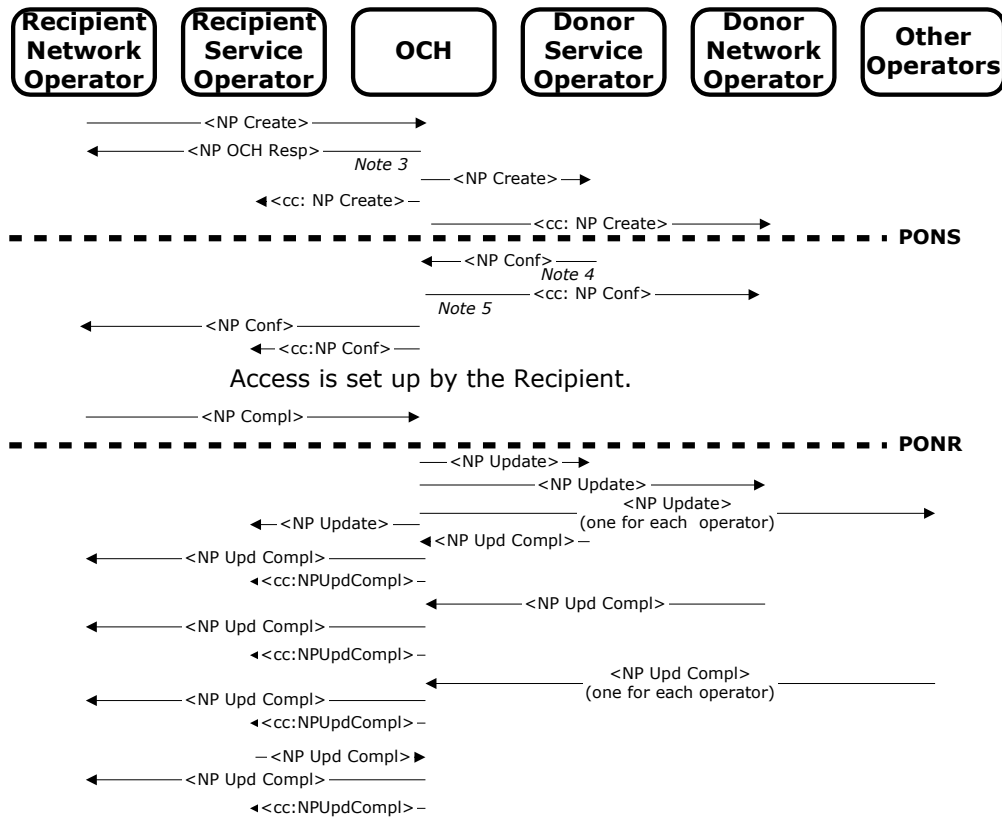 Recipient
Network
Operator
Recipient
Service
Operator
OCH
Donor
Service
Operator
Donor
Network
Operator
Other
Operators
<NP Create>
<NP OCH Resp>
Note 3
<NP Create>
<cc: NP Create>
<cc: NP Create>
PONS
<NP Conf>
Note 4
<cc: NP Conf>
Note 5
<NP Conf>
<cc:NP Conf>
Access is set up by the Recipient.
<NP Compl>
PONR
<NP Update>
<NP Update>
<NP Update>
(one for each operator)
<NP Update>
<NP Upd Compl>
<NP Upd Compl>
<cc:NPUpdCompl>
<NP Upd Compl>
<NP Upd Compl>
<cc:NPUpdCompl>
<NP Upd Compl>
(one for each operator)
<NP Upd Compl>
<cc:NPUpdCompl>
<NP Upd Compl>
<NP Upd Compl>
<cc:NPUpdCompl>